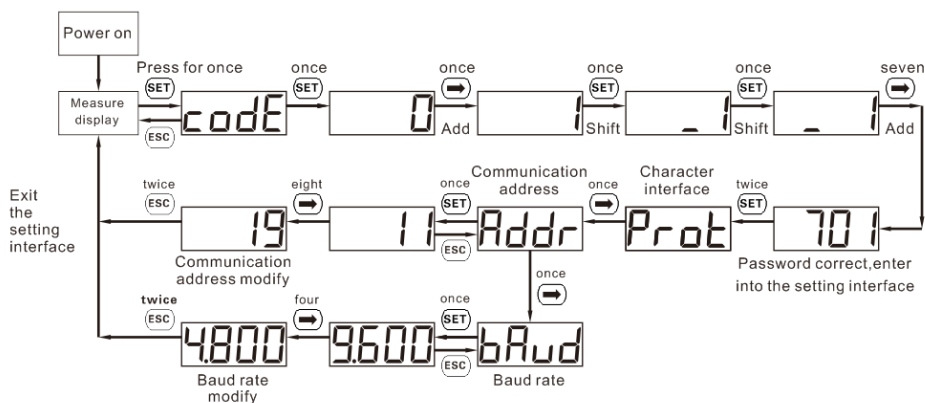 Power on
Press for once
once
once
once
once
seven
SET
SET
SET
SET
Measure
display
codE
0
Add
1
Shift
_1
Shift
_ 1
Add
ESC
Exit
the
setting
interface
twice
ESC
eight
once
SET
Communication
address
once
Character
interface
twice
SET
19
11
ESC
Addr
Prot
701
Communication
address modify
Password correct,enter
into the setting interface
once
twice
ESC
four
once
SET
4.800
9.600
ESC
bAud
Baud rate
modify
Baud rate